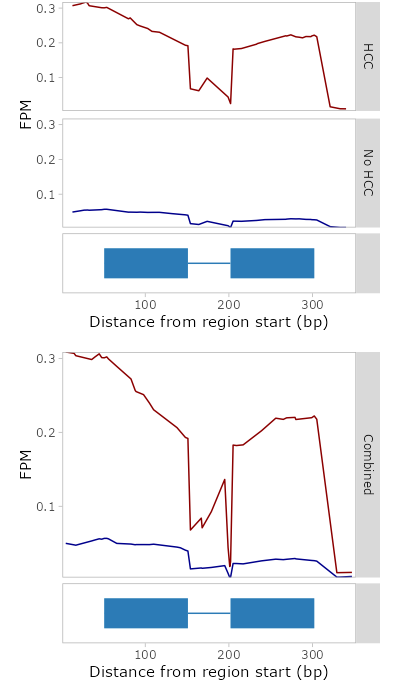 0.3
0.2
0.1
HCC
FPM
0.3
0.2
0.1
No HCC
100
200
300
Distance from region start (bp)
0.3
0.2
0.1
FPM
Combined
100
200
300
Distance from region start (bp)